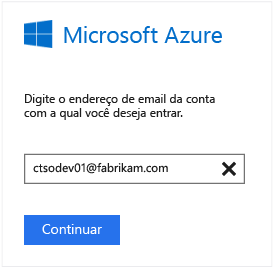 Microsoft Azure
Digite o endereço de email da conta
com a qual você deseja entrar.
ctsodev01@fabrikam.com
Continuar